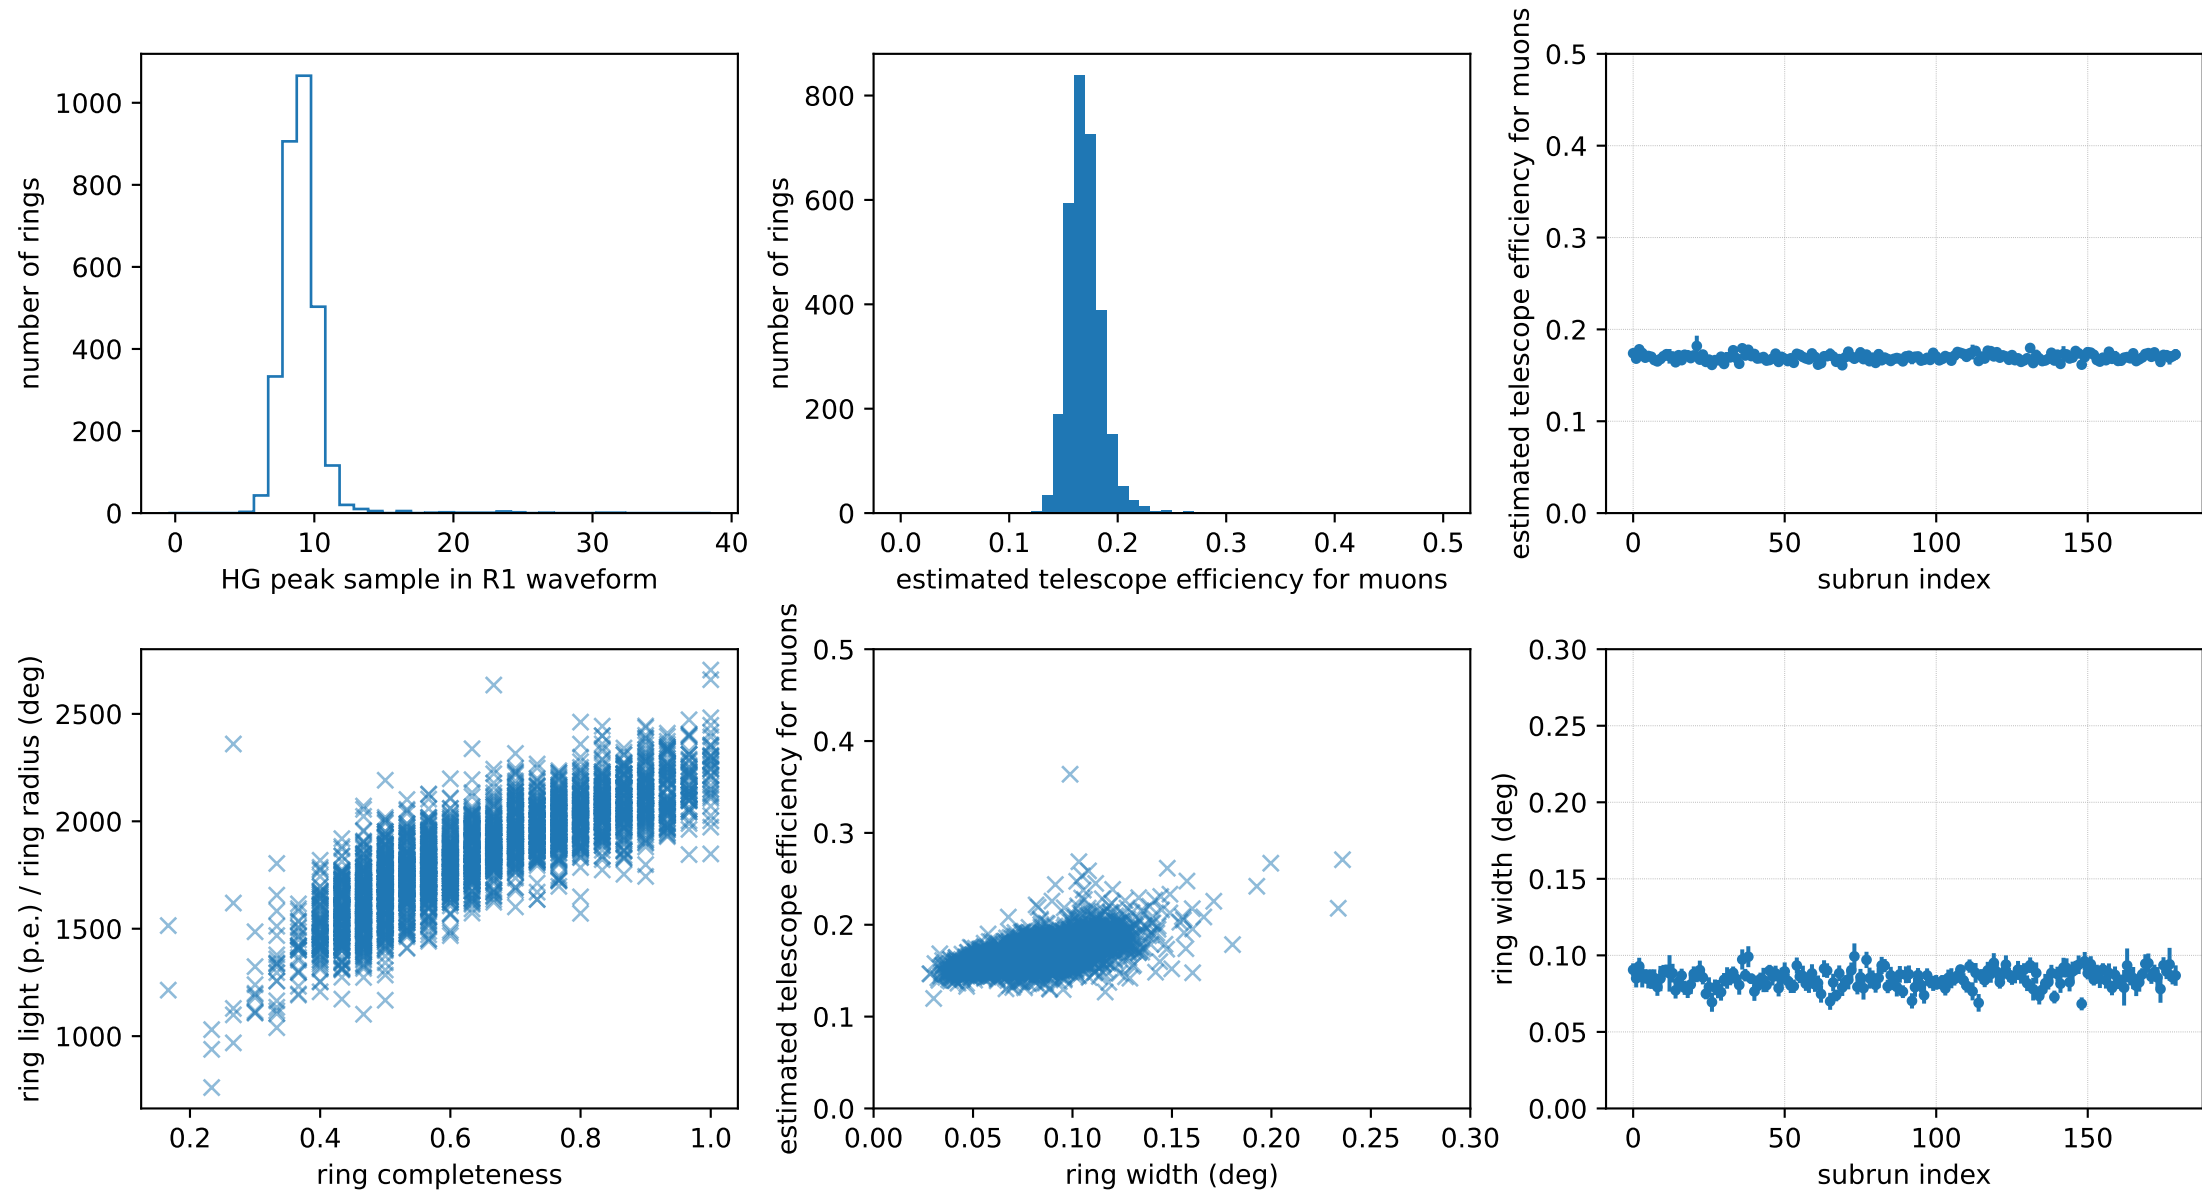 number of rings
1000
800
600
400
200
0
0 10 20 30 40
HG peak sample in R1 waveform
number of rings
800
600
400
200
0
0.0 0.1 0.2 0.3 0.4 0.5
estimated telescope efficiency for muons
estimated telescope efficiency for muons
0.5
0.4
0.3
0.2
0.1
0.0
0 50 100 150
subrun index
ring light (p.e.) / ring radius (deg)
2500
2000
1500
1000
0.2 0.4 0.6 0.8 1.0
ring completeness
estimated telescope efficiency for muons
0.5
0.4
0.3
0.2
0.1
0.0
0.00 0.05 0.10 0.15 0.20 0.25 0.30
ring width (deg)
ring width (deg)
0.30
0.25
0.20
0.15
0.10
0.05
0.00
0 50 100 150
subrun index